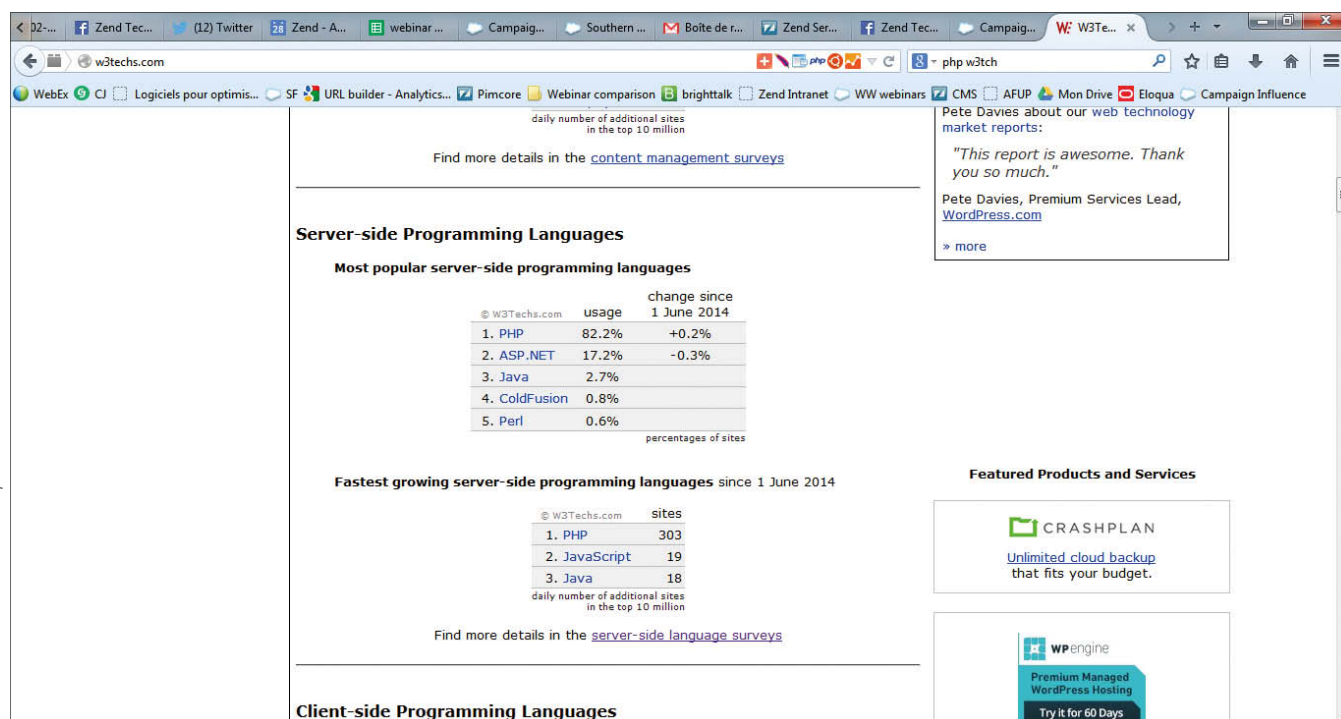 02-...
Zend Tec...
(12) Twitter
28 Zend - A...
webinar ...
Campaig...
Southern ...
Boîte de r...
Zend Ser...
Zend Tec...
Campaig...
W3Te... ×
w3techs.com
php
8 php w3tch
WebEx CJ Logiciels pour optimis... SF URL builder - Analytics... Pimcore Webinar comparison brighttalk Zend Intranet WW webinars CMS AFUP Mon Drive Eloqua Campaign Influence
daily number of additional sites
in the top 10 million
Find more details in the content management surveys
Pete Davies about our web technology
market reports:
"This report is awesome. Thank
you so much."
Pete Davies, Premium Services Lead,
WordPress.com
» more
Server-side Programming Languages
Most popular server-side programming languages
change since
© W3Techs.com usage 1 June 2014
1. PHP 82.2% +0.2%
2. ASP.NET 17.2% -0.3%
3. Java 2.7%
4. ColdFusion 0.8%
5. Perl 0.6%
percentages of sites
Fastest growing server-side programming languages since 1 June 2014
© W3Techs.com sites
1. PHP 303
2. JavaScript 19
3. Java 18
daily number of additional sites
in the top 10 million
Find more details in the server-side language surveys
Featured Products and Services
CRASHPLAN
Unlimited cloud backup
that fits your budget.
WPengine
Premium Managed
WordPress Hosting
Try it for 60 Days
Client-side Programming Languages